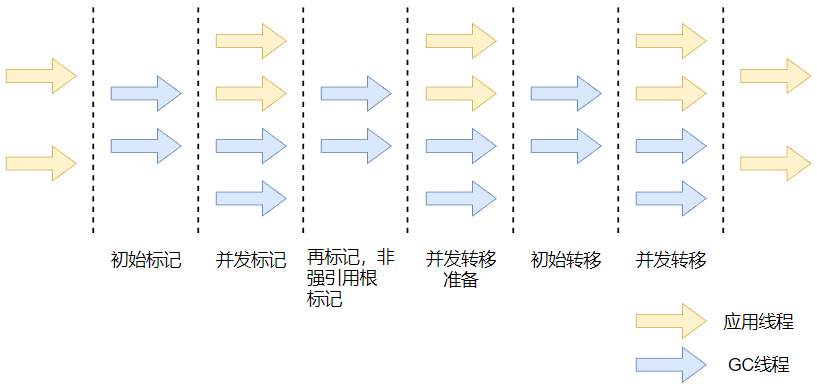 初始标记
并发标记
再标记，非
强引用根
标记
并发转移
准备
初始转移
并发转移
应用线程
GC线程